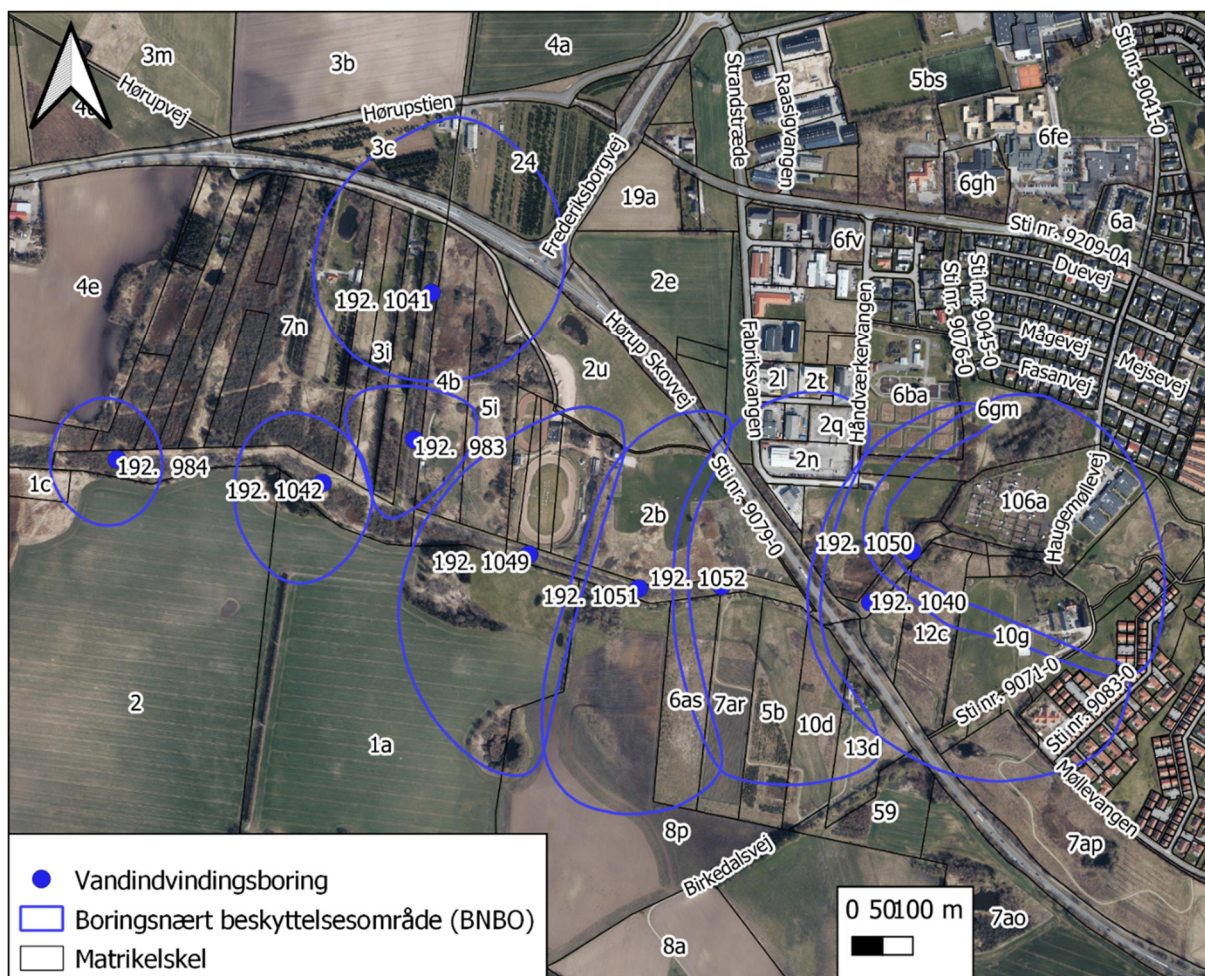 3m
3b
4a
Hørupvej
Hørupstien
3c
24
Strandstræde
Raasigvangen
5bs
Sti nr. 9041-0
6fe
6gh
6a
Frederiksborgvej
19a
6fv
Sti nr. 9209-0A
Duevej
4e
2e
Sti nr. 9076-0
Sti nr. 9045-0
Mågevej
Mejsevej
Fasanvej
192. 1041
7n
3i
Hørup Skovvej
2u
Fabriksvangen
Håndværkervangen
2l
2t
6ba
4b
5i
2q
6gm
192. 983
2n
192. 984
1c
192. 1042
2b
Sti nr. 9079-0
106a
Haugemøllevej
192. 1049
192. 1050
192. 1051
192. 1052
192. 1040
12c
10g
2
1a
6as
7ar
5b
10d
13d
Sti nr. 9071-0
Sti nr. 9083-0
Møllevangen
59
8p
7ap
Birkedalsvej
8a
7ao
Vandindvindingsboring
Boringsnært beskyttelsesområde (BNBO)
Matrikelskel
0 50100 m